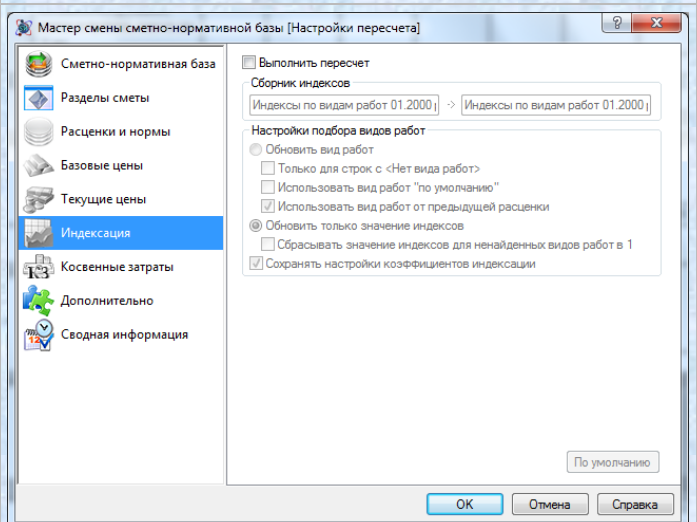 Мастер смены сметно-нормативной базы [Настройки пересчета]
Сметно-нормативная база
Разделы сметы
Расценки и нормы
Базовые цены
Текущие цены
Индексация
Косвенные затраты
Дополнительно
Сводная информация
Выполнить пересчет
Сборник индексов
Индексы по видам работ 01.2000 -> Индексы по видам работ 01.2000
Настройки подбора видов работ
Обновить вид работ
Только для строк с <Нет вида работ>
Использовать вид работ "по умолчанию"
Использовать вид работ от предыдущей расценки
Обновить только значение индексов
Сбрасывать значение индексов для ненайденных видов работ в 1
Сохранять настройки коэффициентов индексации
По умолчанию
OK Отмена Справка